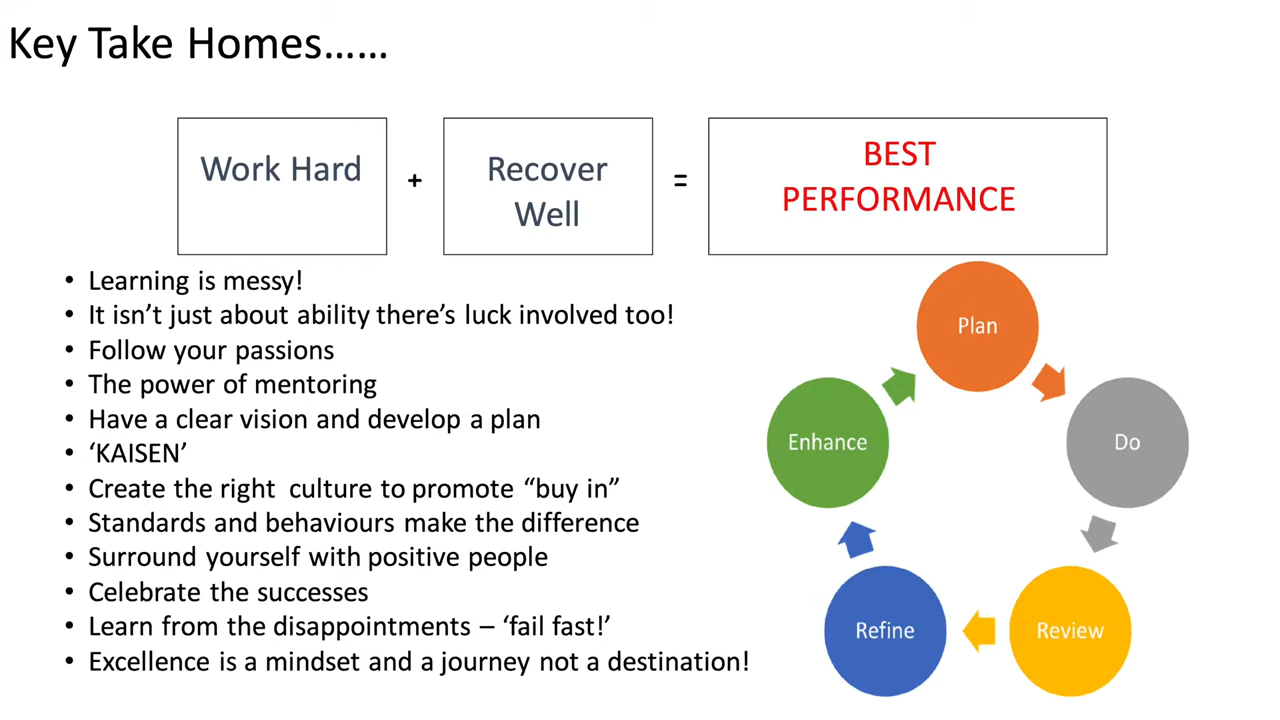 Key Take Homes......
Work Hard
+
Recover
Well
=
BEST
PERFORMANCE
• Learning is messy!
• It isn’t just about ability there’s luck involved too!
• Follow your passions
• The power of mentoring
• Have a clear vision and develop a plan
• ‘KAISEN’
• Create the right culture to promote “buy in”
• Standards and behaviours make the difference
• Surround yourself with positive people
• Celebrate the successes
• Learn from the disappointments – ‘fail fast!’
• Excellence is a mindset and a journey not a destination!
Plan
Do
Review
Refine
Enhance